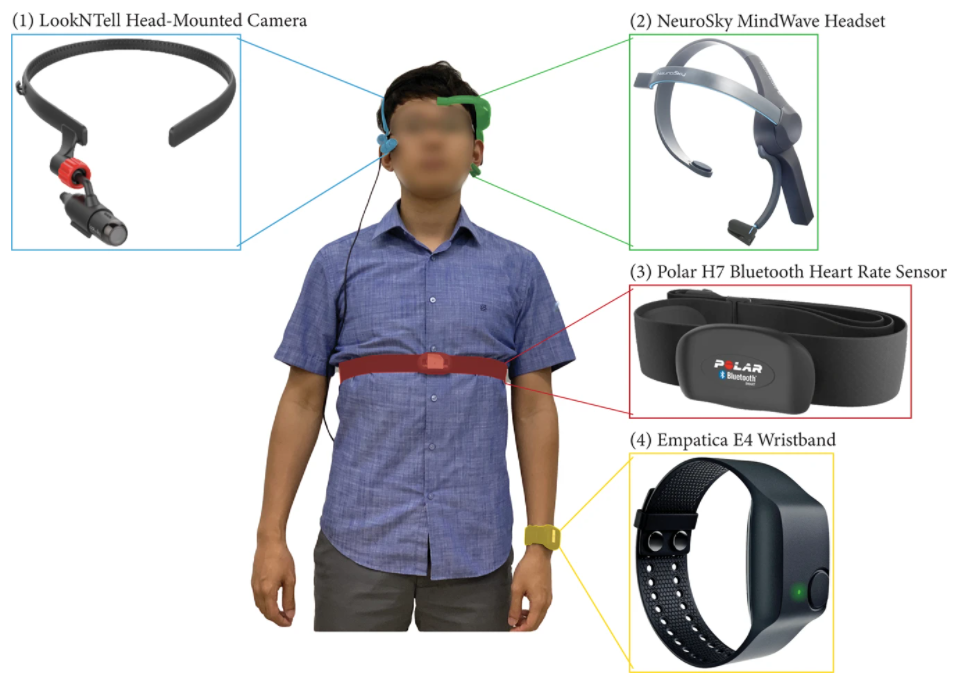 (1) LookNTell Head-Mounted Camera
(2) NeuroSky MindWave Headset
(3) Polar H7 Bluetooth Heart Rate Sensor
POLAR
Bluetooth
(4) Empatica E4 Wristband